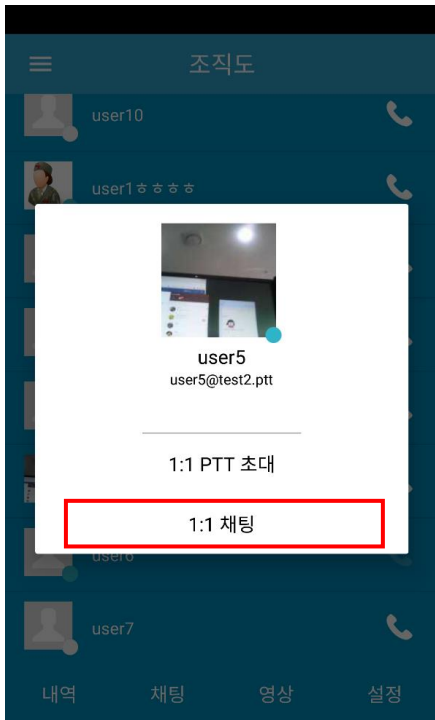 조직도
user10
user1ㅎㅎㅎㅎ
user5
user5@test2.ptt
1:1 PTT 초대
1:1 채팅
user6
user7
내역 채팅 영상 설정